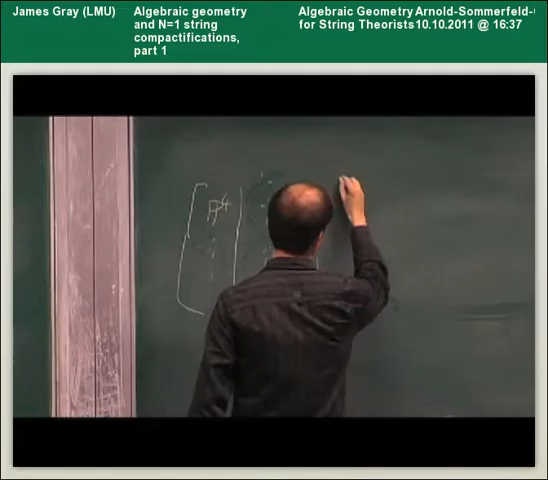 James Gray (LMU)
Algebraic geometry
and N=1 string
compactifications,
part 1
Algebraic Geometry
for String Theorists
Arnold-Sommerfeld-
10.10.2011 @ 16:37
P4